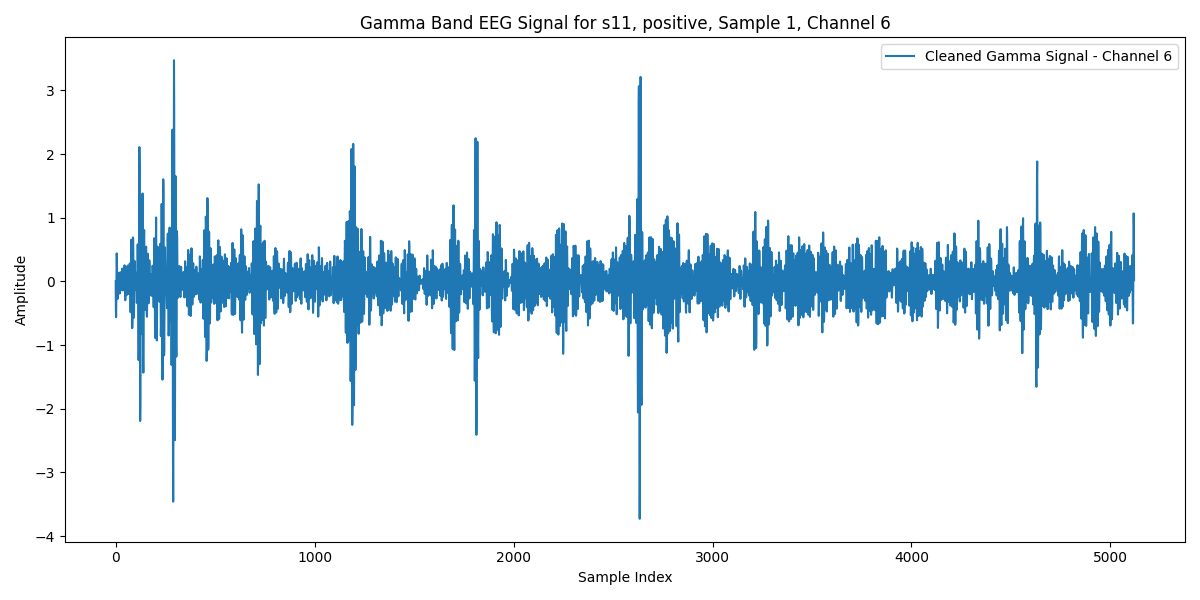 Gamma Band EEG Signal for s11, positive, Sample 1, Channel 6
Cleaned Gamma Signal - Channel 6
3
2
1
0
−1
−2
−3
−4
Amplitude
0 1000 2000 3000 4000 5000
Sample Index